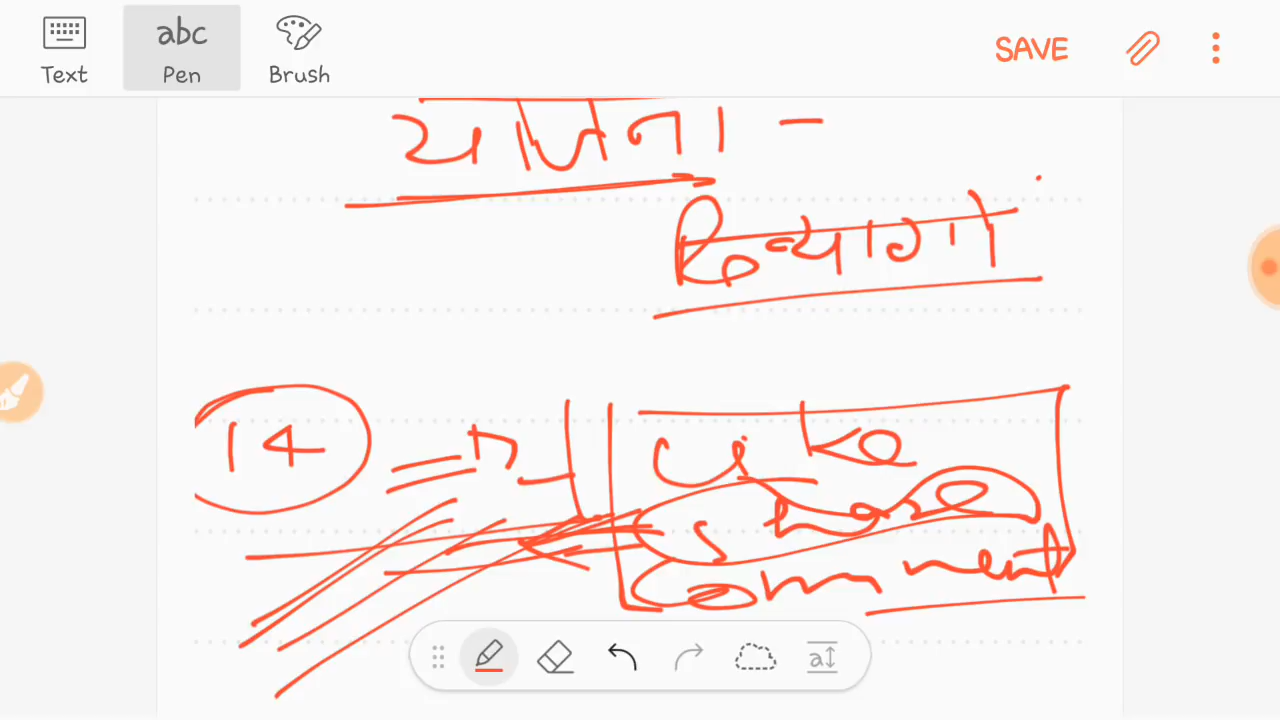 Text
abc
Pen
Brush
SAVE
योजना -
दिव्यांगो
14 =
Like
share
comment
a